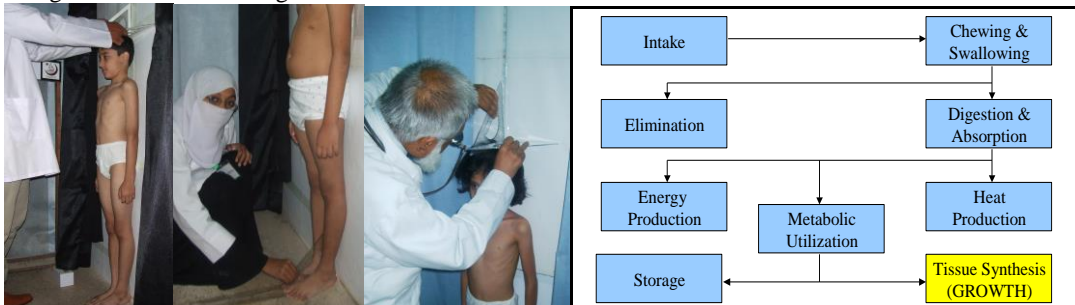 Intake
Chewing &
Swallowing
Elimination
Digestion &
Absorption
Energy
Production
Metabolic
Utilization
Heat
Production
Storage
Tissue Synthesis
(GROWTH)